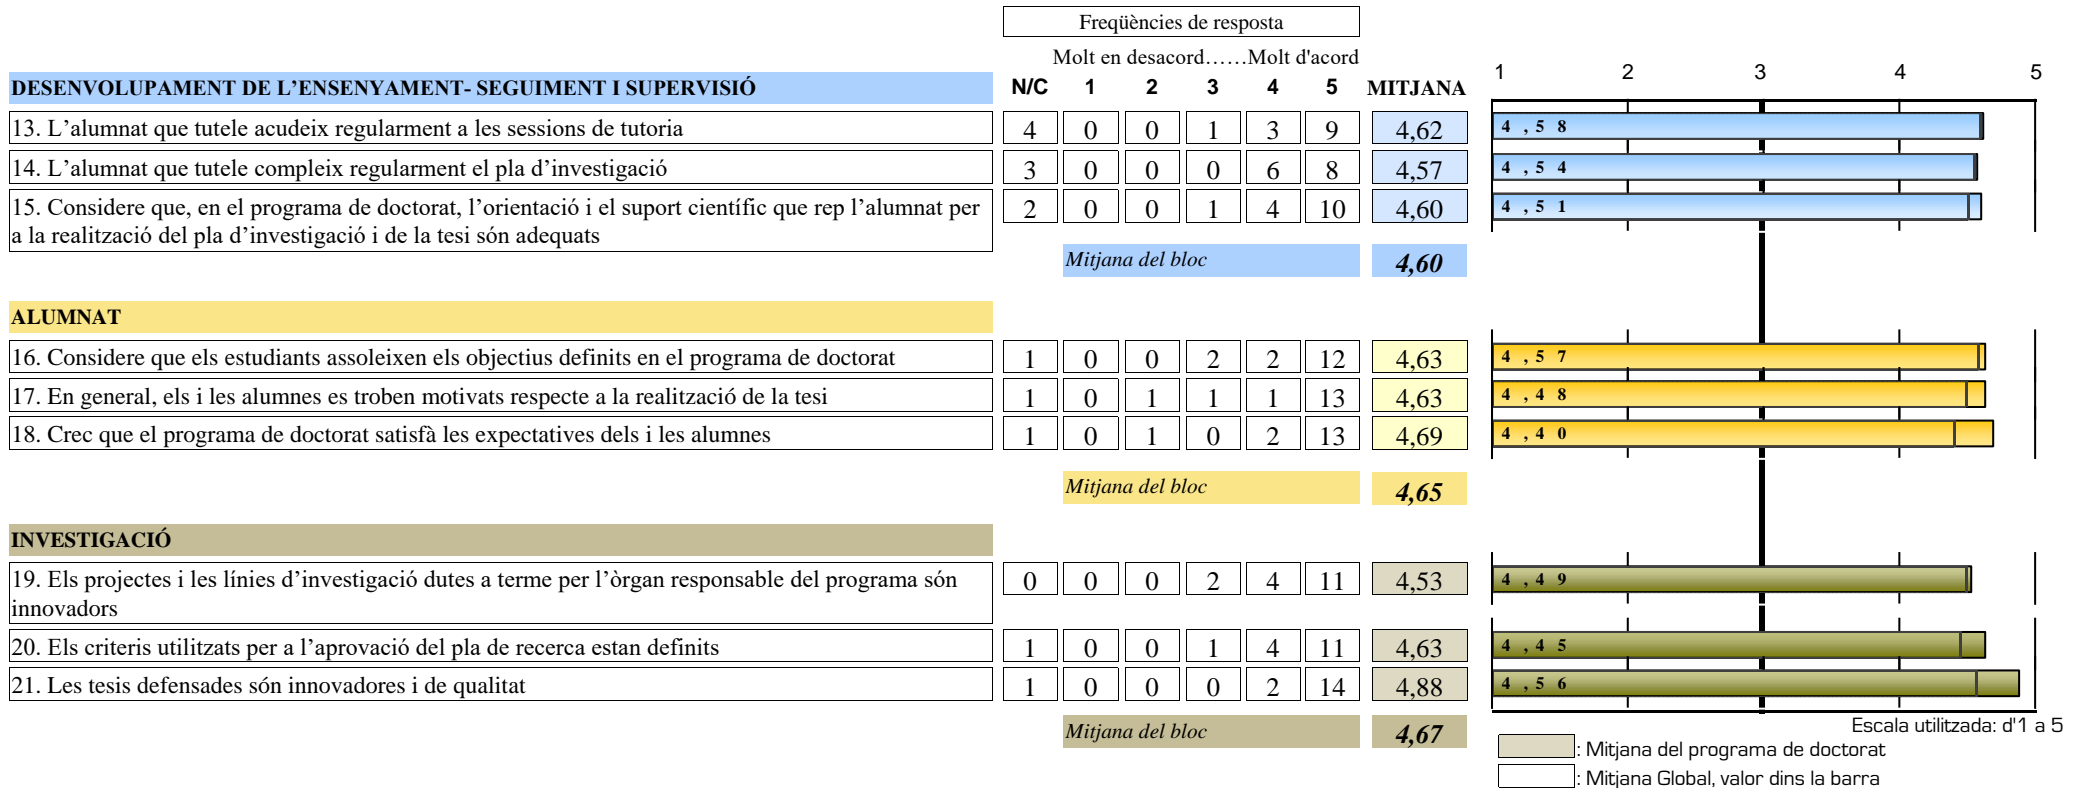 Freqüències de resposta
Molt en desacord……Molt d'acord
DESENVOLUPAMENT DE L’ENSENYAMENT- SEGUIMENT I SUPERVISIÓ N/C 1 2 3 4 5 MITJANA 1 2 3 4 5
13. L’alumnat que tutele acudeix regularment a les sessions de tutoria 4 0 0 1 3 9 4,62 4,58
14. L’alumnat que tutele compleix regularment el pla d’investigació 3 0 0 0 6 8 4,57 4,54
15. Considere que, en el programa de doctorat, l’orientació i el suport científic que rep l’alumnat per 2 0 0 1 4 10 4,60 4,51
a la realització del pla d’investigació i de la tesi són adequats
Mitjana del bloc 4,60
ALUMNAT
16. Considere que els estudiants assoleixen els objectius definits en el programa de doctorat 1 0 0 2 2 12 4,63 4,57
17. En general, els i les alumnes es troben motivats respecte a la realització de la tesi 1 0 1 1 1 13 4,63 4,48
18. Crec que el programa de doctorat satisfà les expectatives dels i les alumnes 1 0 1 0 2 13 4,69 4,40
Mitjana del bloc 4,65
INVESTIGACIÓ
19. Els projectes i les línies d’investigació dutes a terme per l’òrgan responsable del programa són 0 0 0 2 4 11 4,53 4,49
innovadors
20. Els criteris utilitzats per a l’aprovació del pla de recerca estan definits 1 0 0 1 4 11 4,63 4,45
21. Les tesis defensades són innovadores i de qualitat 1 0 0 0 2 14 4,88 4,56
Mitjana del bloc 4,67
Escala utilitzada: d'1 a 5
: Mitjana del programa de doctorat
: Mitjana Global, valor dins la barra